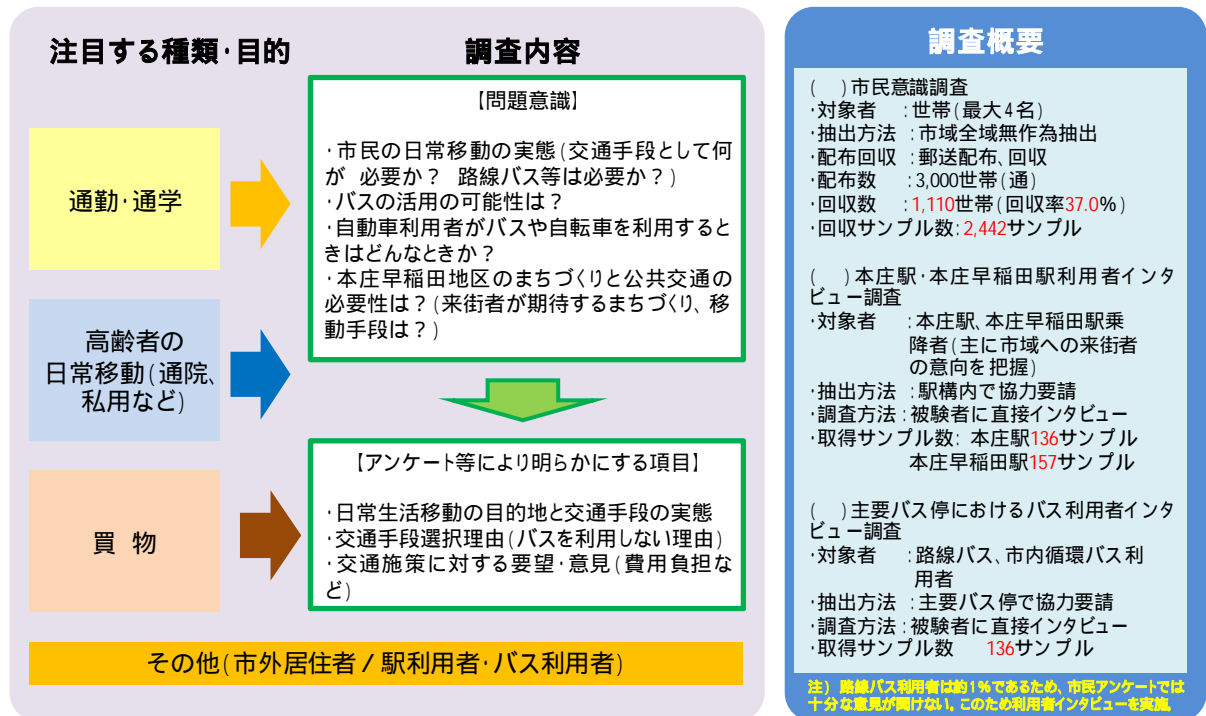 注目する種類・目的
調査内容
通勤・通学
高齢者の
日常移動(通院、
私用など)
買 物
【問題意識】
・市民の日常移動の実態(交通手段として何
が 必要か? 路線バス等は必要か?)
・バスの活用の可能性は?
・自動車利用者がバスや自転車を利用すると
きはどんなときか?
・本庄早稲田地区のまちづくりと公共交通の
必要性は?(来街者が期待するまちづくり、移
動手段は?)
【アンケート等により明らかにする項目】
・日常生活移動の目的地と交通手段の実態
・交通手段選択理由(バスを利用しない理由)
・交通施策に対する要望・意見(費用負担な
ど)
その他(市外居住者/駅利用者・バス利用者)
調査概要
( )市民意識調査
・対象者 :世帯(最大4名)
・抽出方法 :市域全域無作為抽出
・配布回収 :郵送配布、回収
・配布数 :3,000世帯(通)
・回収数 :1,110世帯(回収率37.0%)
・回収サンプル数:2,442サンプル
( )本庄駅・本庄早稲田駅利用者インタ
ビュー調査
・対象者 :本庄駅、本庄早稲田駅乗
降者(主に市域への来街者
の意向を把握)
・抽出方法 :駅構内で協力要請
・調査方法 :被験者に直接インタビュー
・取得サンプル数: 本庄駅136サンプル
本庄早稲田駅157サンプル
( )主要バス停におけるバス利用者インタ
ビュー調査
・対象者 :路線バス、市内循環バス利
用者
・抽出方法 :主要バス停で協力要請
・調査方法 :被験者に直接インタビュー
・取得サンプル数 136サンプル
注) 路線バス利用者は約1%であるため、市民アンケートでは
十分な意見が聞けない。このため利用者インタビューを実施。